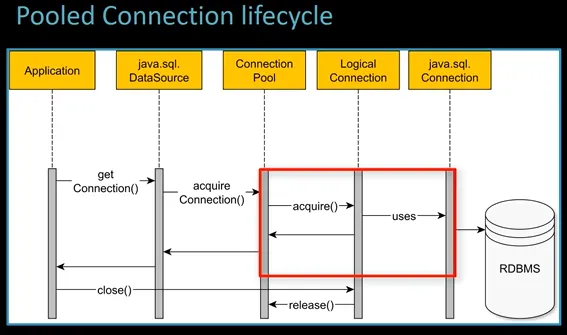 Pooled Connection lifecycle
Application
java.sql.
DataSource
Connection
Pool
Logical
Connection
java.sql.
Connection
get
Connection()
acquire
Connection()
acquire()
uses
RDBMS
close()
release()